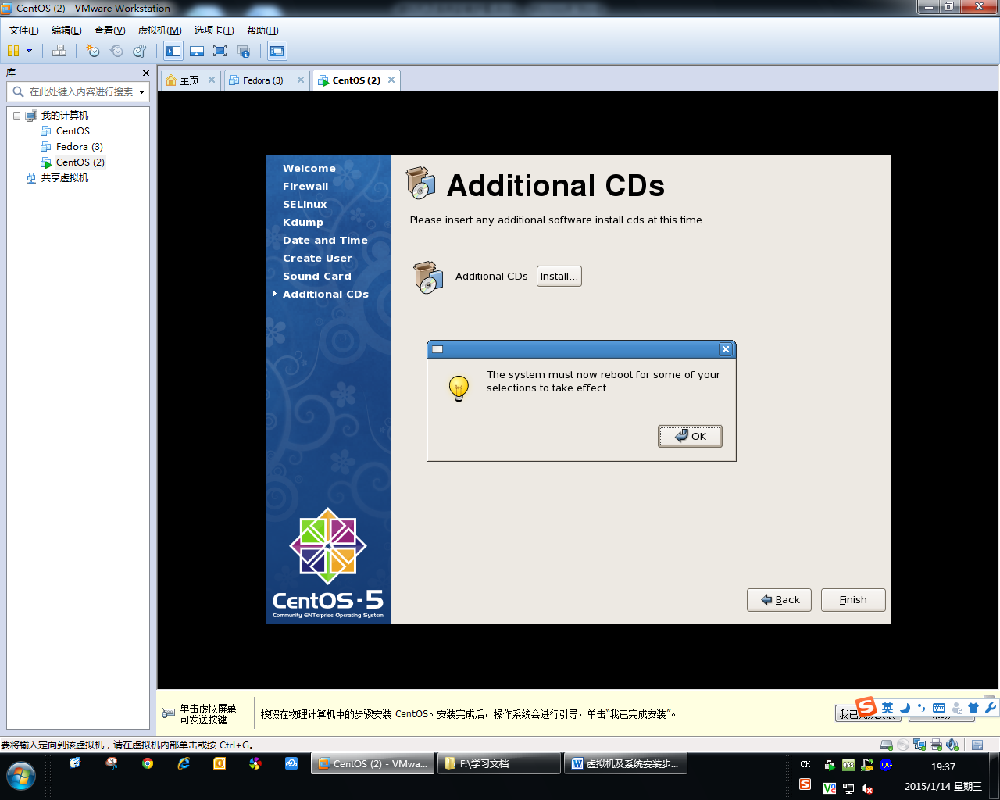 CentOS (2) - VMware Workstation
文件(F) 编辑(E) 查看(V) 虚拟机(M) 选项卡(T) 帮助(H)
库
在此处键入内容进行搜索
我的计算机
CentOS
Fedora (3)
CentOS (2)
共享虚拟机
主页
Fedora (3)
CentOS (2)
Welcome
Firewall
SELinux
Kdump
Date and Time
Create User
Sound Card
Additional CDs
CentOS-5
Community ENTerprise Operating System
Additional CDs
Please insert any additional software install cds at this time.
Additional CDs
Install...
The system must now reboot for some of your
selections to take effect.
OK
Back
Finish
单击虚拟屏幕
可发送按键
按照在物理计算机中的步骤安装 CentOS。安装完成后，操作系统会进行引导，单击“我已完成安装”。
英
要将输入定向到该虚拟机，请在虚拟机内部单击或按 Ctrl+G。
CentOS (2) - VMwa...
F:\学习文档
虚拟机及系统安装步...
CH
19:37
2015/1/14 星期三